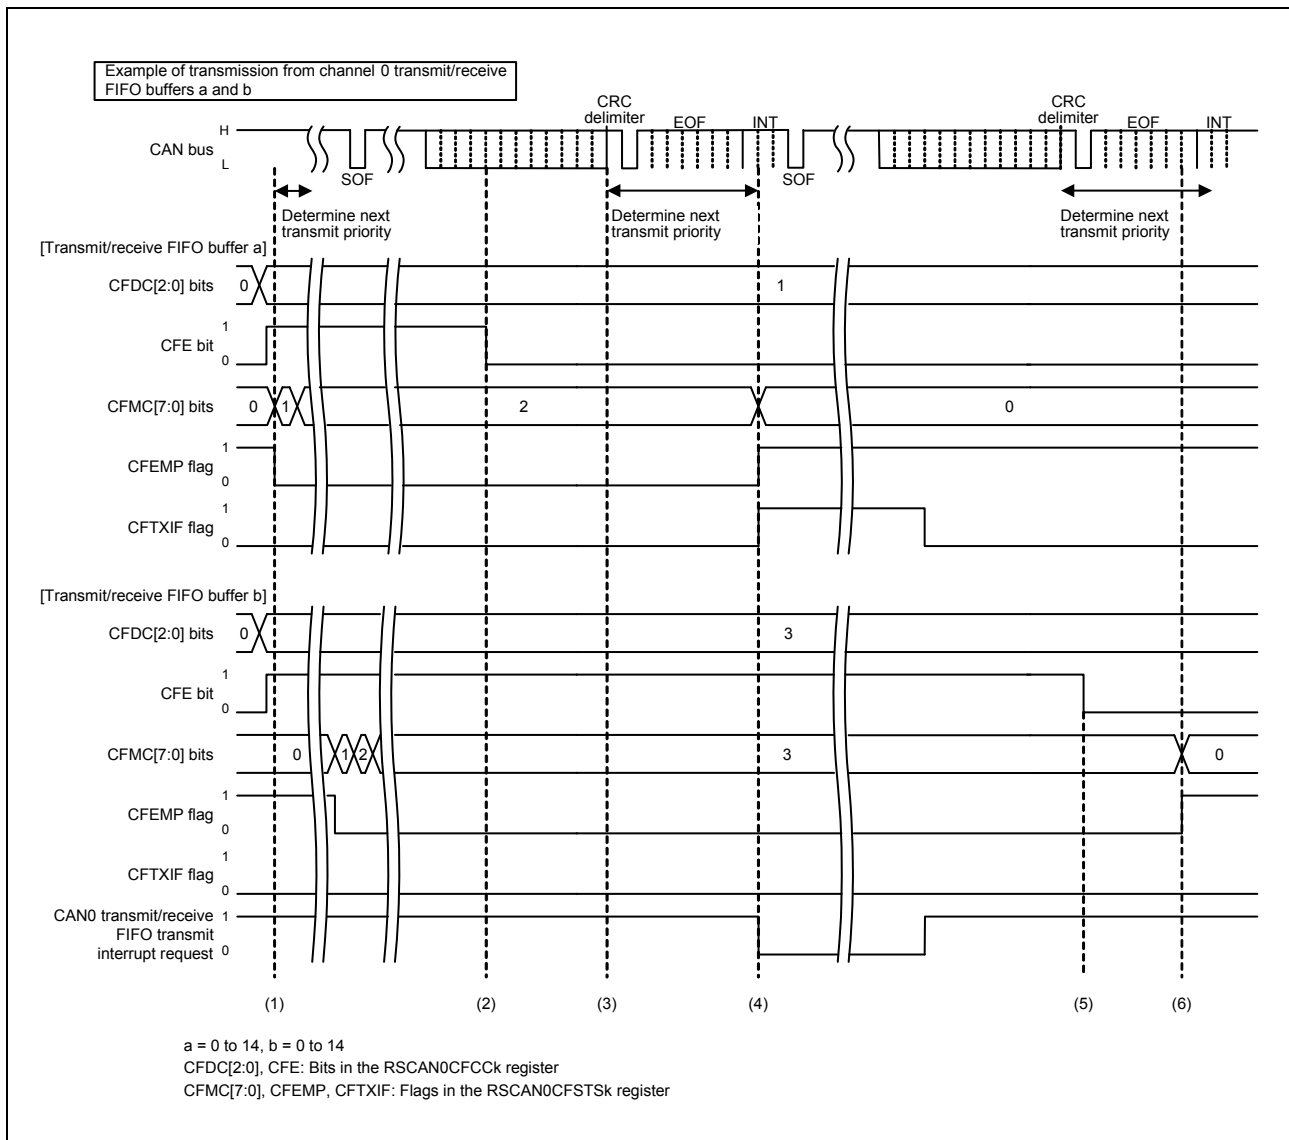 Example of transmission from channel 0 transmit/receive
FIFO buffers a and b
CRC
delimiter
EOF
INT
CRC
delimiter
EOF
INT
H
CAN bus
L
SOF
SOF
Determine next
transmit priority
Determine next
transmit priority
Determine next
transmit priority
[Transmit/receive FIFO buffer a]
CFDC[2:0] bits
0
1
1
CFE bit
0
CFMC[7:0] bits
0
1
2
0
1
CFEMP flag
0
1
CFTXIF flag
0
[Transmit/receive FIFO buffer b]
CFDC[2:0] bits
0
3
1
CFE bit
0
CFMC[7:0] bits
0
1
2
3
0
1
CFEMP flag
0
1
CFTXIF flag
0
CAN0 transmit/receive 1
FIFO transmit
interrupt request 0
(1) (2) (3) (4) (5) (6)
a = 0 to 14, b = 0 to 14
CFDC[2:0], CFE: Bits in the RSCAN0CFCCk register
CFMC[7:0], CFEMP, CFTXIF: Flags in the RSCAN0CFSTSk register